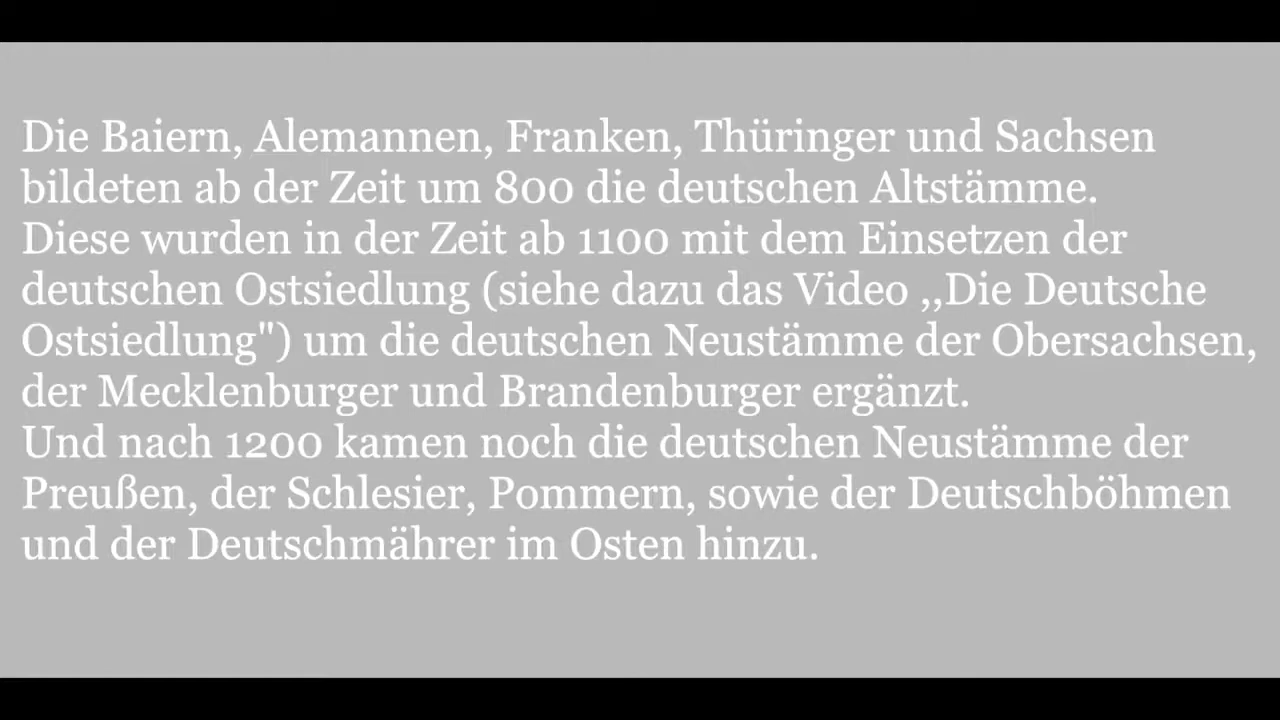 Die Baiern, Alemannen, Franken, Thüringer und Sachsen
bildeten ab der Zeit um 800 die deutschen Altstämme.
Diese wurden in der Zeit ab 1100 mit dem Einsetzen der
deutschen Ostsiedlung (siehe dazu das Video ,,Die Deutsche
Ostsiedlung") um die deutschen Neustämme der Obersachsen,
der Mecklenburger und Brandenburger ergänzt.
Und nach 1200 kamen noch die deutschen Neustämme der
Preußen, der Schlesier, Pommern, sowie der Deutschböhmen
und der Deutschmährer im Osten hinzu.